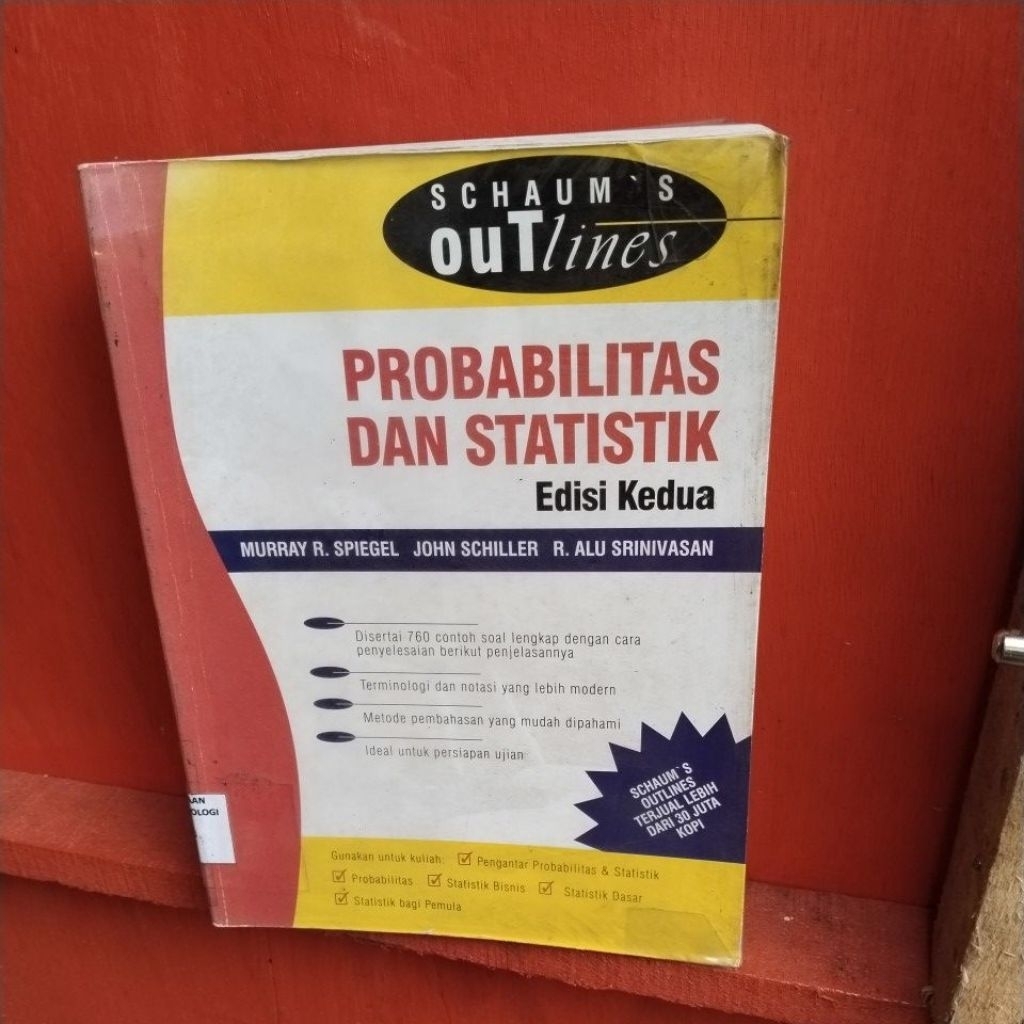 SCHAUM`S
ouTlines
PROBABILITAS
DAN STATISTIK
Edisi Kedua
MURRAY R. SPIEGEL JOHN SCHILLER R. ALU SRINIVASAN
Disertai 760 contoh soal lengkap dengan cara
penyelesaian berikut penjelasannya
Terminologi dan notasi yang lebih modern
Metode pembahasan yang mudah dipahami
Ideal untuk persiapan ujian
SCHAUM`S
OUTLINES
TERJUAL LEBIH
DARI 30 JUTA
KOPI
Gunakan untuk kuliah: Pengantar Probabilitas & Statistik
Probabilitas Statistik Bisnis Statistik Dasar
Statistik bagi Pemula